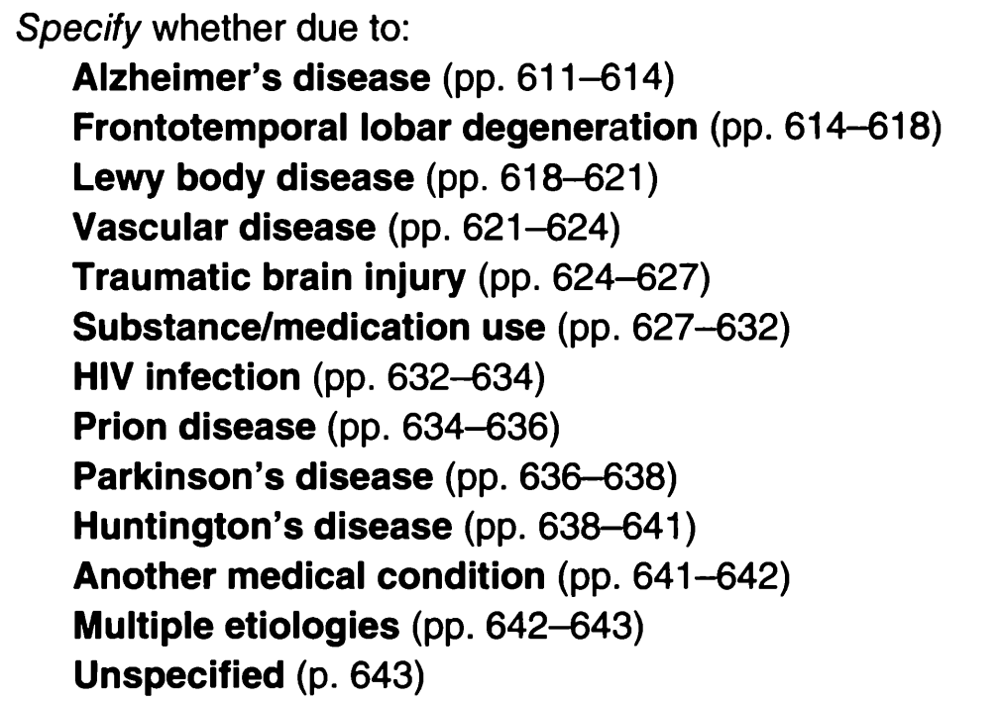 Specify whether due to:
Alzheimer's disease (pp. 611–614)
Frontotemporal lobar degeneration (pp. 614–618)
Lewy body disease (pp. 618–621)
Vascular disease (pp. 621–624)
Traumatic brain injury (pp. 624–627)
Substance/medication use (pp. 627–632)
HIV infection (pp. 632–634)
Prion disease (pp. 634–636)
Parkinson's disease (pp. 636–638)
Huntington's disease (pp. 638–641)
Another medical condition (pp. 641–642)
Multiple etiologies (pp. 642–643)
Unspecified (p. 643)